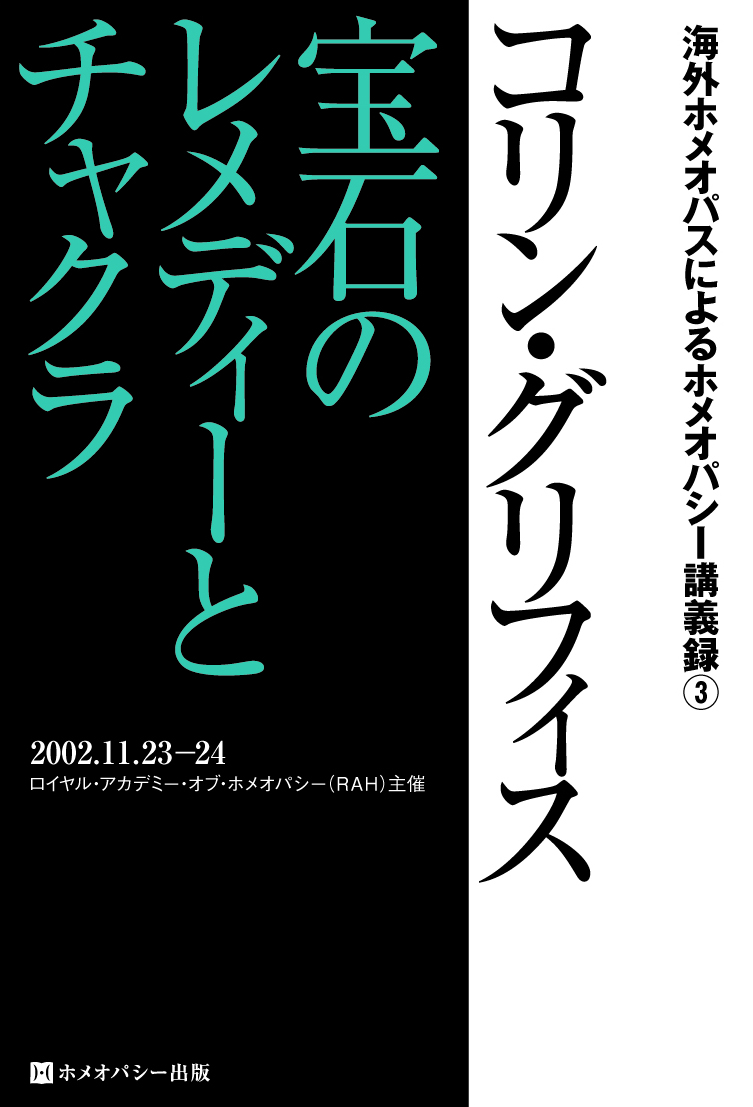 海外ホメオパスによるホメオパシー講義録③
コリン・グリフィス
宝石の
レメディーと
チャクラ
2002.11.23−24
ロイヤル・アカデミー・オブ・ホメオパシー（RAH）主催
ホメオパシー出版